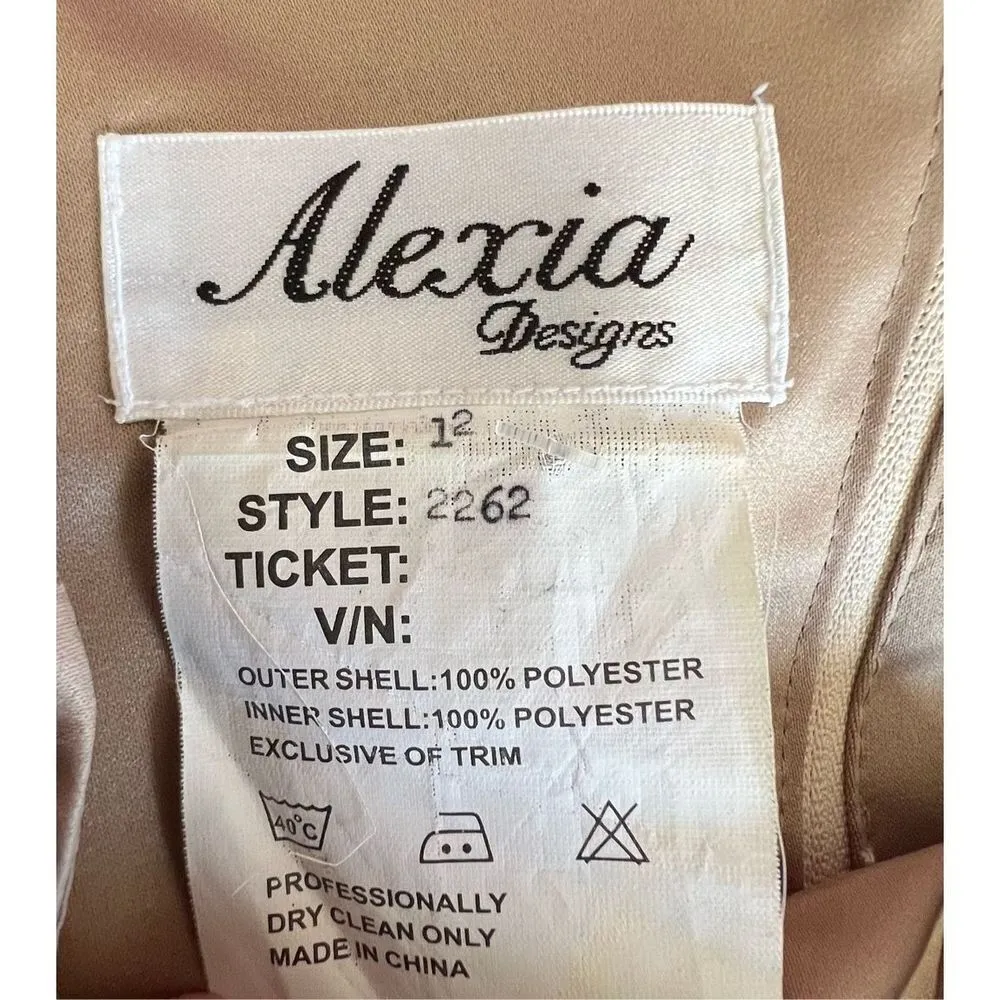 Alexia
Designs
SIZE: 12
STYLE: 2262
TICKET:
V/N:
OUTER SHELL:100% POLYESTER
INNER SHELL:100% POLYESTER
EXCLUSIVE OF TRIM
40°C
PROFESSIONALLY
DRY CLEAN ONLY
MADE IN CHINA